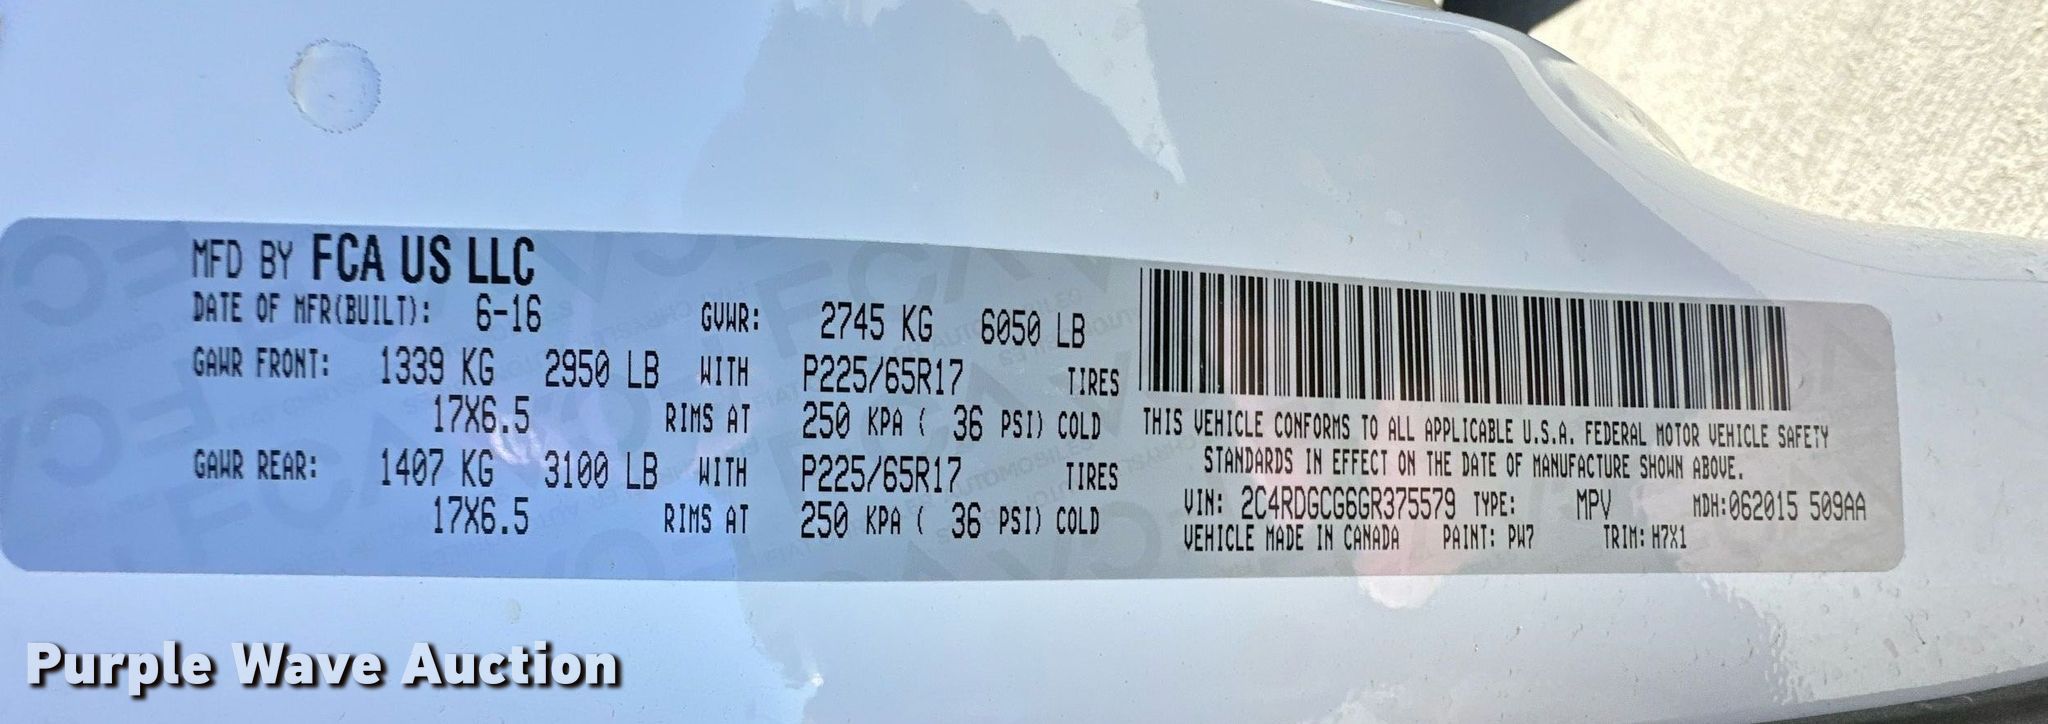 MFD BY FCA US LLC
DATE OF MFR(BUILT): 6-16 GVWR: 2745 KG 6050 LB
GAWR FRONT: 1339 KG 2950 LB WITH P225/65R17 TIRES
17X6.5 RIMS AT 250 KPA ( 36 PSI) COLD
GAWR REAR: 1407 KG 3100 LB WITH P225/65R17 TIRES
17X6.5 RIMS AT 250 KPA ( 36 PSI) COLD
THIS VEHICLE CONFORMS TO ALL APPLICABLE U.S.A. FEDERAL MOTOR VEHICLE SAFETY
STANDARDS IN EFFECT ON THE DATE OF MANUFACTURE SHOWN ABOVE.
VIN: 2C4RDGCG6GR375579 TYPE: MPV MDH:062015 509AA
VEHICLE MADE IN CANADA PAINT: PW7 TRIM: H7X1
Purple Wave Auction